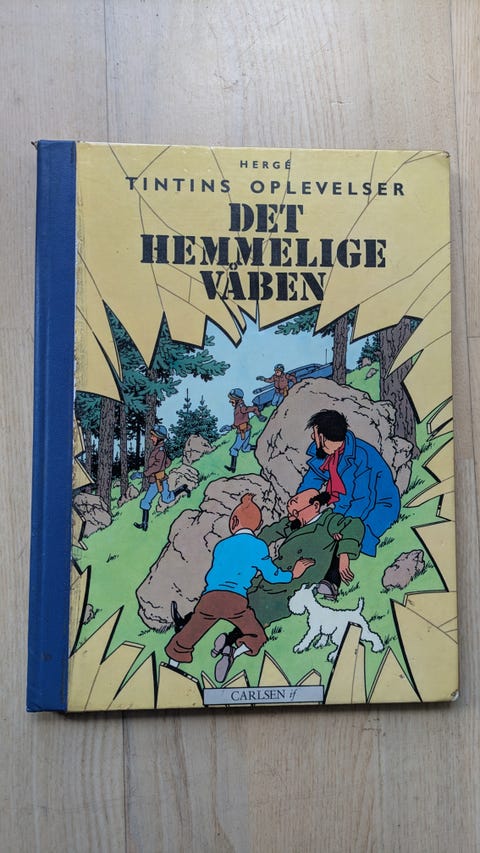 HERGÉ
TINTINS OPLEVELSER
DET
HEMMELIGE
VÅBEN
CARLSEN if